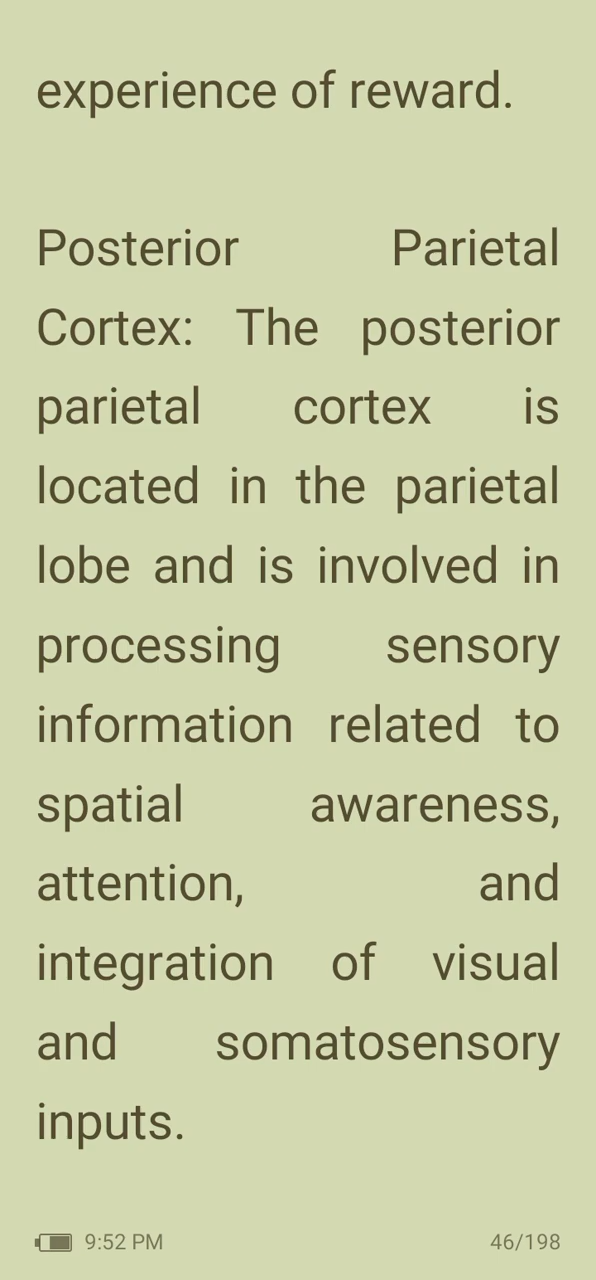 experience of reward.
Posterior Parietal
Cortex: The posterior
parietal cortex is
located in the parietal
lobe and is involved in
processing sensory
information related to
spatial awareness,
attention, and
integration of visual
and somatosensory
inputs.
9:52 PM 46/198